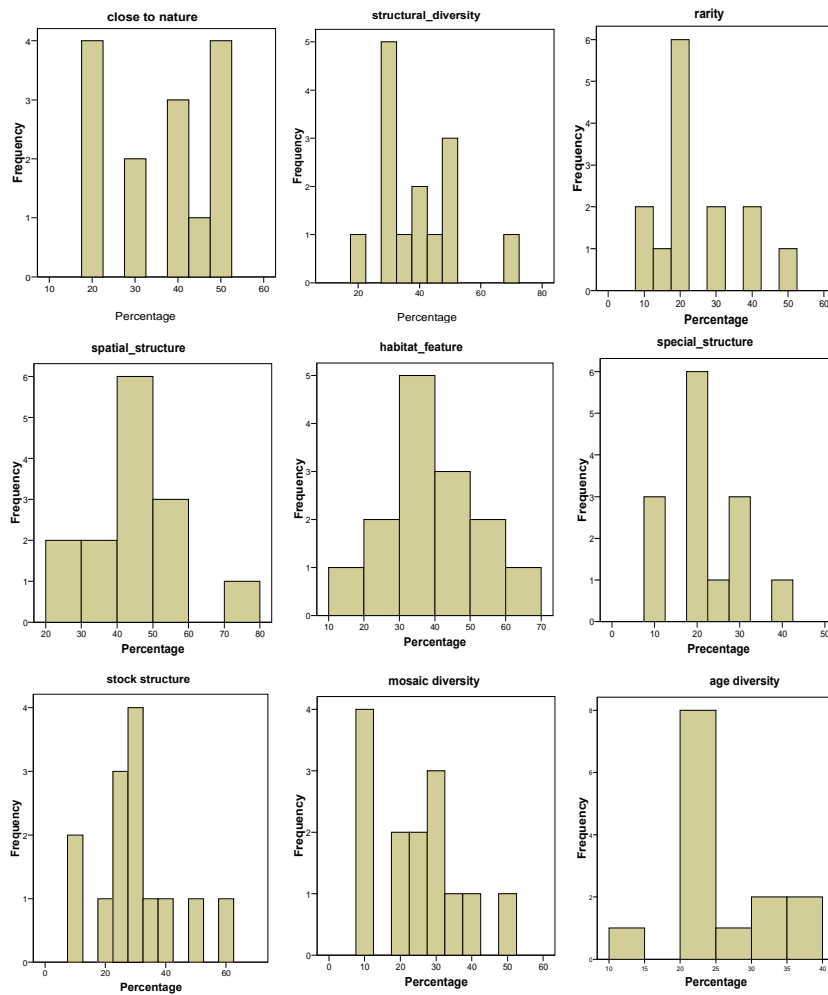 close to nature
4
3
2
1
0
Frequency
10 20 30 40 50 60
Percentage
structural_diversity
5
4
3
2
1
0
Frequency
20 40 60 80
Percentage
rarity
6
5
4
3
2
1
0
Frequency
0 10 20 30 40 50 60
Percentage
spatial_structure
6
5
4
3
2
1
0
Frequency
20 30 40 50 60 70 80
Percentage
habitat_feature
5
4
3
2
1
0
Frequency
10 20 30 40 50 60 70
Percentage
special_structure
6
5
4
3
2
1
0
Frequency
0 10 20 30 40 50
Precentage
stock structure
4
3
2
1
0
Frequency
0 20 40 60
Percentage
mosaic diversity
4
3
2
1
0
Frequency
0 10 20 30 40 50 60
Percentage
age diversity
8
6
4
2
0
Frequency
10 15 20 25 30 35 40
Percentage